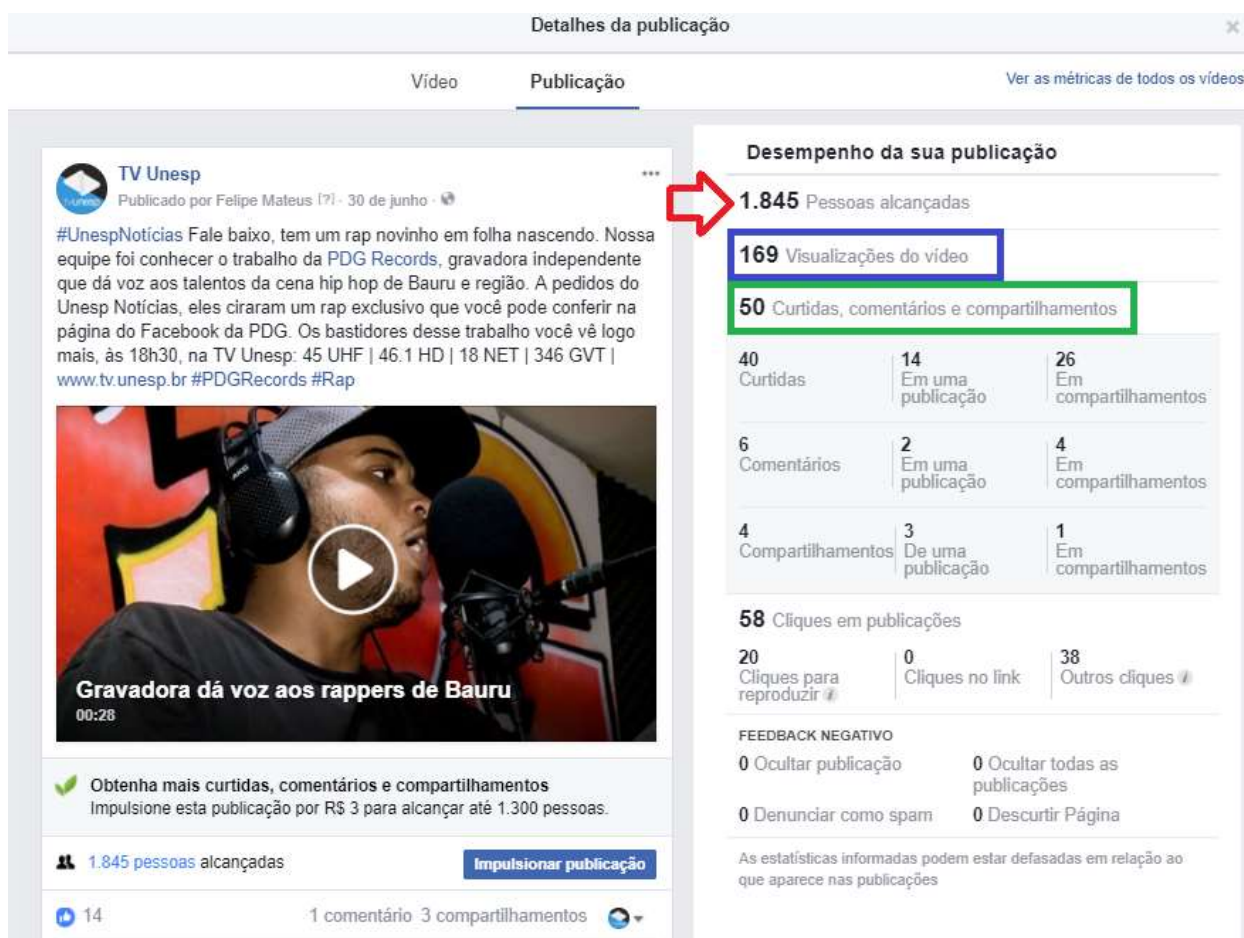 Detalhes da publicação
Vídeo
Publicação
Ver as métricas de todos os vídeos
TV Unesp
Publicado por Felipe Mateus [?] · 30 de junho ·
#UnespNotícias Fale baixo, tem um rap novinho em folha nascendo. Nossa
equipe foi conhecer o trabalho da PDG Records, gravadora independente
que dá voz aos talentos da cena hip hop de Bauru e região. A pedidos do
Unesp Notícias, eles ciraram um rap exclusivo que você pode conferir na
página do Facebook da PDG. Os bastidores desse trabalho você vê logo
mais, às 18h30, na TV Unesp: 45 UHF | 46.1 HD | 18 NET | 346 GVT |
www.tv.unesp.br #PDGRecords #Rap
Gravadora dá voz aos rappers de Bauru
00:28
Obtenha mais curtidas, comentários e compartilhamentos
Impulsione esta publicação por R$ 3 para alcançar até 1.300 pessoas.
1.845 pessoas alcançadas
Impulsionar publicação
14
1 comentário 3 compartilhamentos
Desempenho da sua publicação
1.845 Pessoas alcançadas
169 Visualizações do vídeo
50 Curtidas, comentários e compartilhamentos
40
Curtidas
14
Em uma
publicação
26
Em
compartilhamentos
6
Comentários
2
Em uma
publicação
4
Em
compartilhamentos
4
Compartilhamentos
3
De uma
publicação
1
Em
compartilhamentos
58 Cliques em publicações
20
Cliques para
reproduzir
0
Cliques no link
38
Outros cliques
FEEDBACK NEGATIVO
0 Ocultar publicação
0 Ocultar todas as
publicações
0 Denunciar como spam
0 Descurtir Página
As estatísticas informadas podem estar defasadas em relação ao
que aparece nas publicações